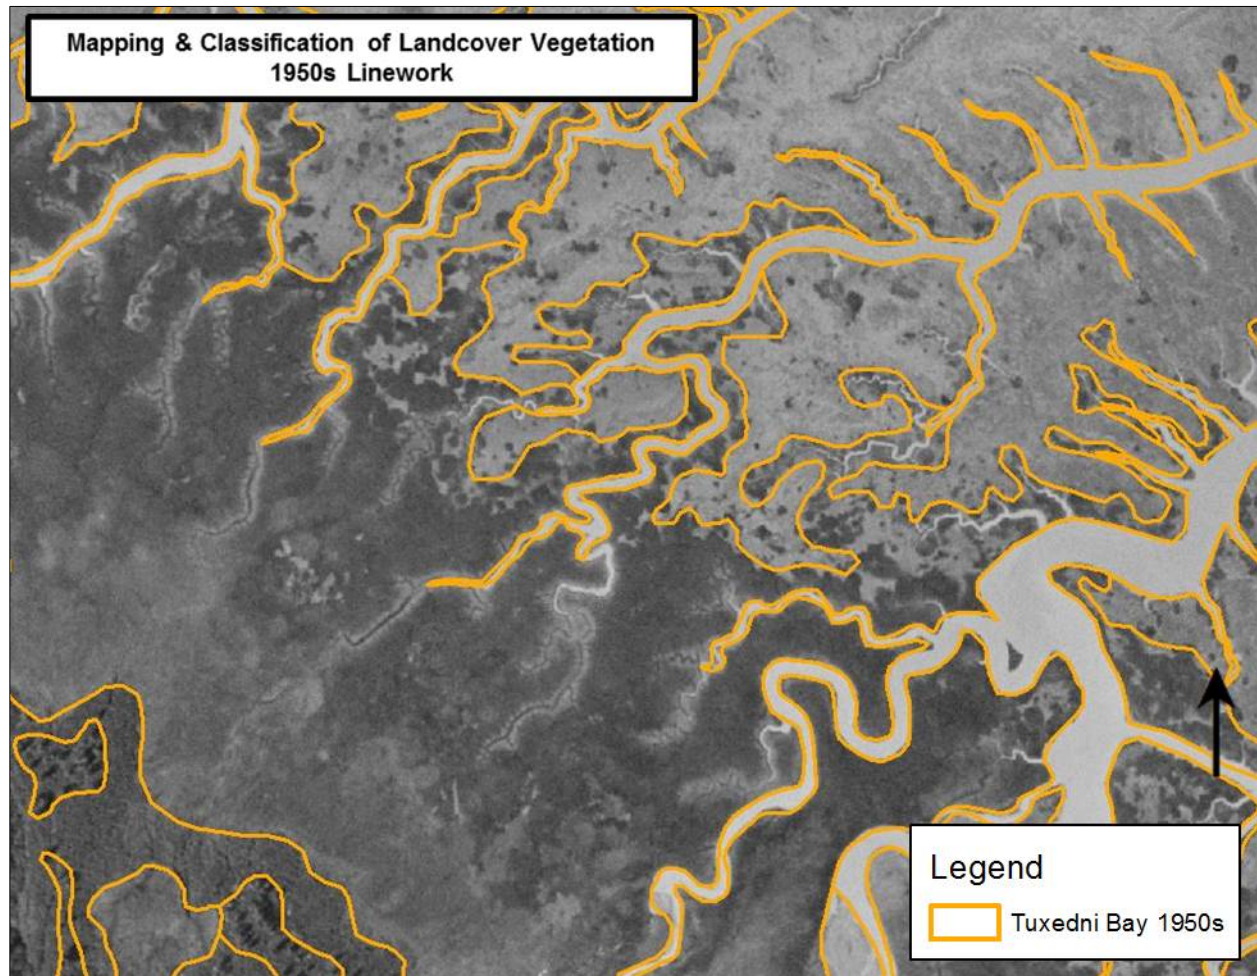 Mapping & Classification of Landcover Vegetation
1950s Linework
Legend
Tuxedni Bay 1950s